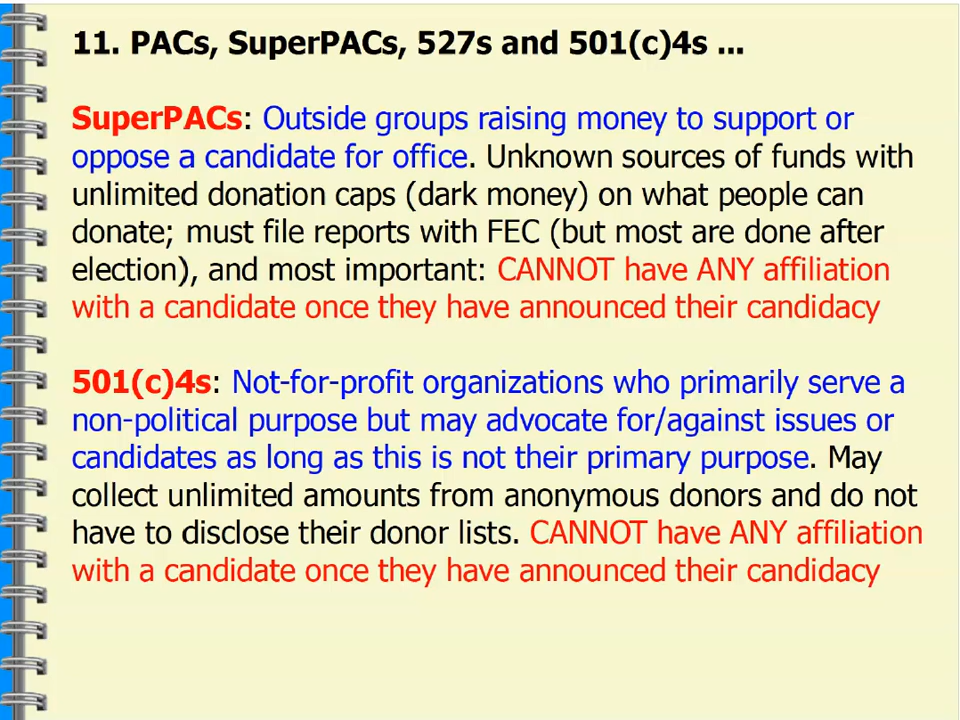 11. PACs, SuperPACs, 527s and 501(c)4s ...
SuperPACs: Outside groups raising money to support or
oppose a candidate for office. Unknown sources of funds with
unlimited donation caps (dark money) on what people can
donate; must file reports with FEC (but most are done after
election), and most important: CANNOT have ANY affiliation
with a candidate once they have announced their candidacy
501(c)4s: Not-for-profit organizations who primarily serve a
non-political purpose but may advocate for/against issues or
candidates as long as this is not their primary purpose. May
collect unlimited amounts from anonymous donors and do not
have to disclose their donor lists. CANNOT have ANY affiliation
with a candidate once they have announced their candidacy